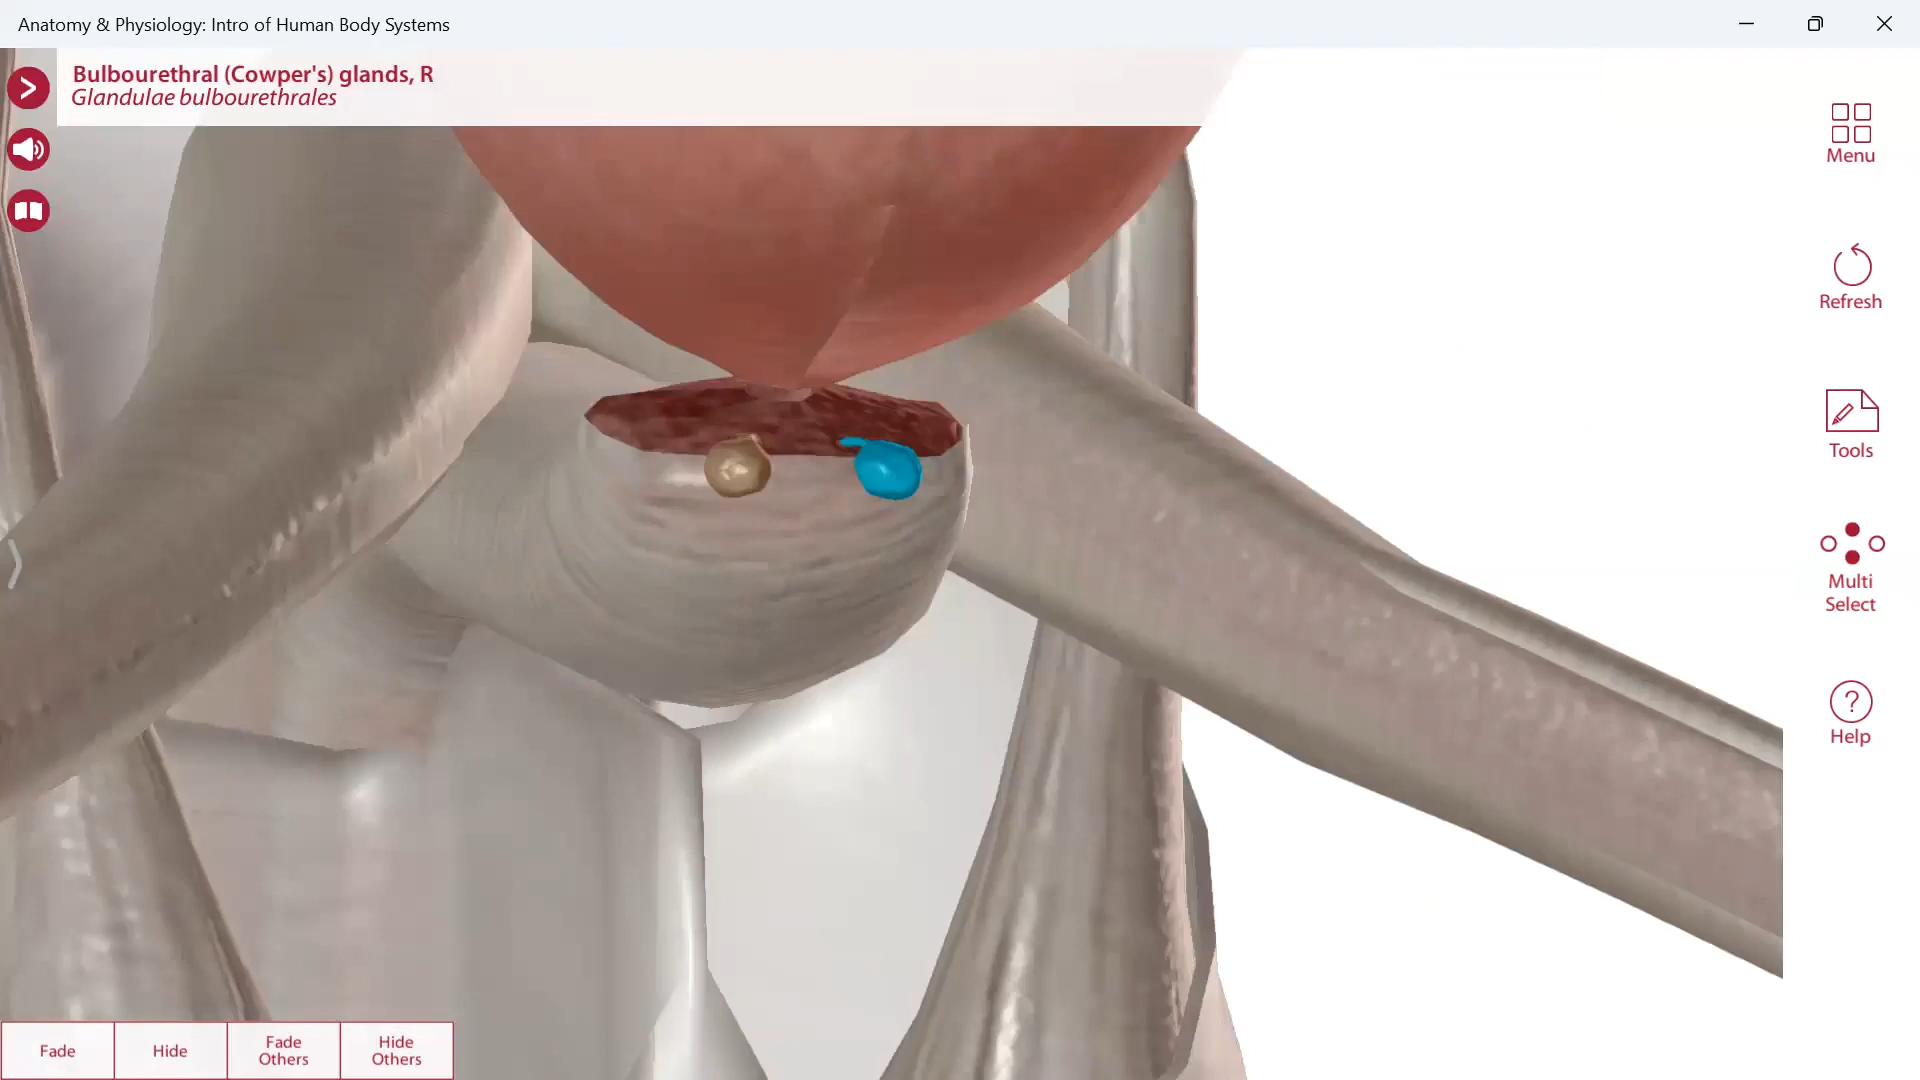 Anatomy & Physiology: Intro of Human Body Systems
Bulbourethral (Cowper's) glands, R
Glandulae bulbourethrales
Menu
Refresh
Tools
Multi
Select
?
Help
Fade
Hide
Fade
Others
Hide
Others